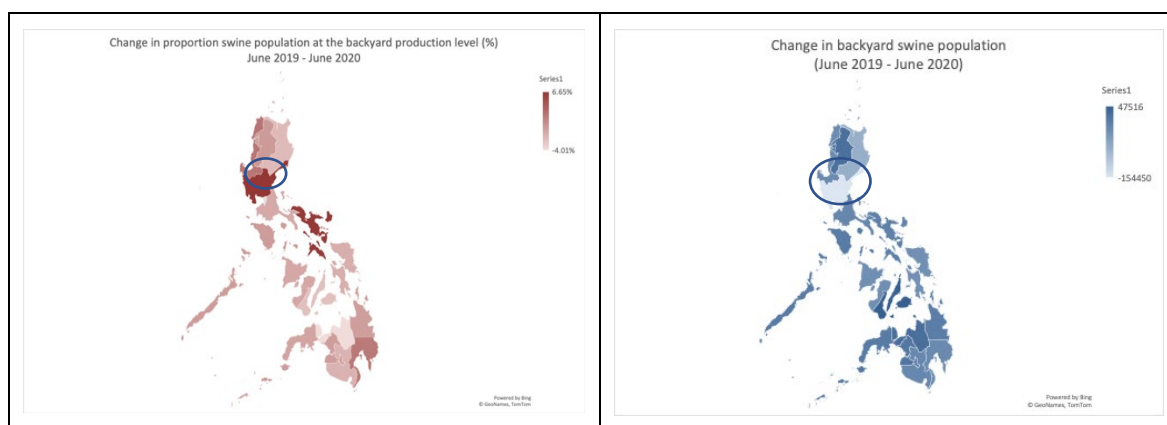 Change in proportion swine population at the backyard production level (%)
June 2019 - June 2020
Series1
6.65%
-4.01%
Powered by Bing
© GeoNames, TomTom
Change in backyard swine population
(June 2019 - June 2020)
Series1
47516
-154450
Powered by Bing
© GeoNames, TomTom